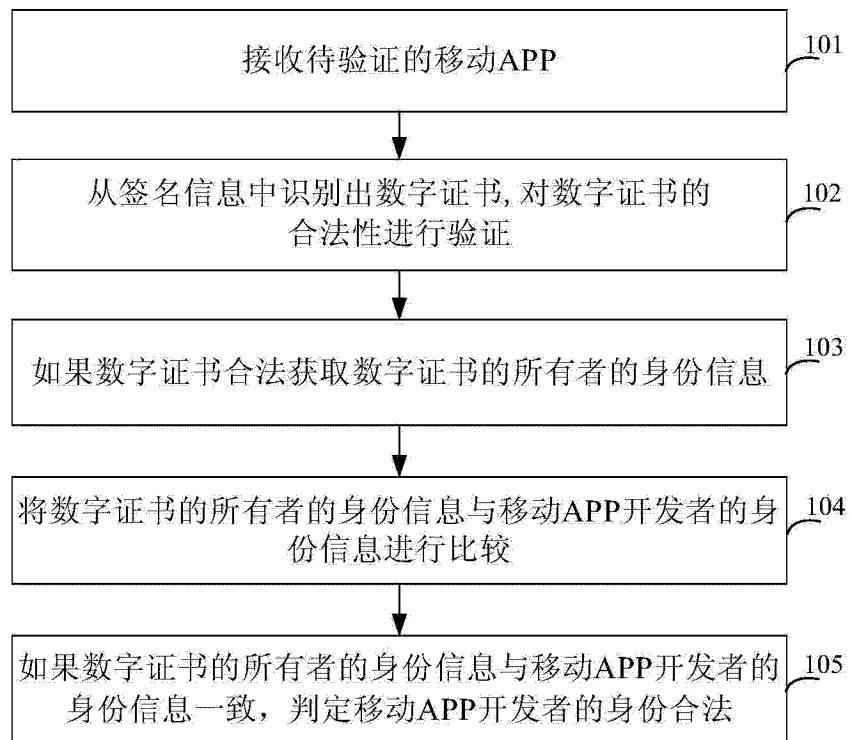 接收待验证的移动APP
101
从签名信息中识别出数字证书,对数字证书的
合法性进行验证
102
如果数字证书合法获取数字证书的所有者的身份信息
103
将数字证书的所有者的身份信息与移动APP开发者的身
份信息进行比较
104
如果数字证书的所有者的身份信息与移动APP开发者的
身份信息一致，判定移动APP开发者的身份合法
105